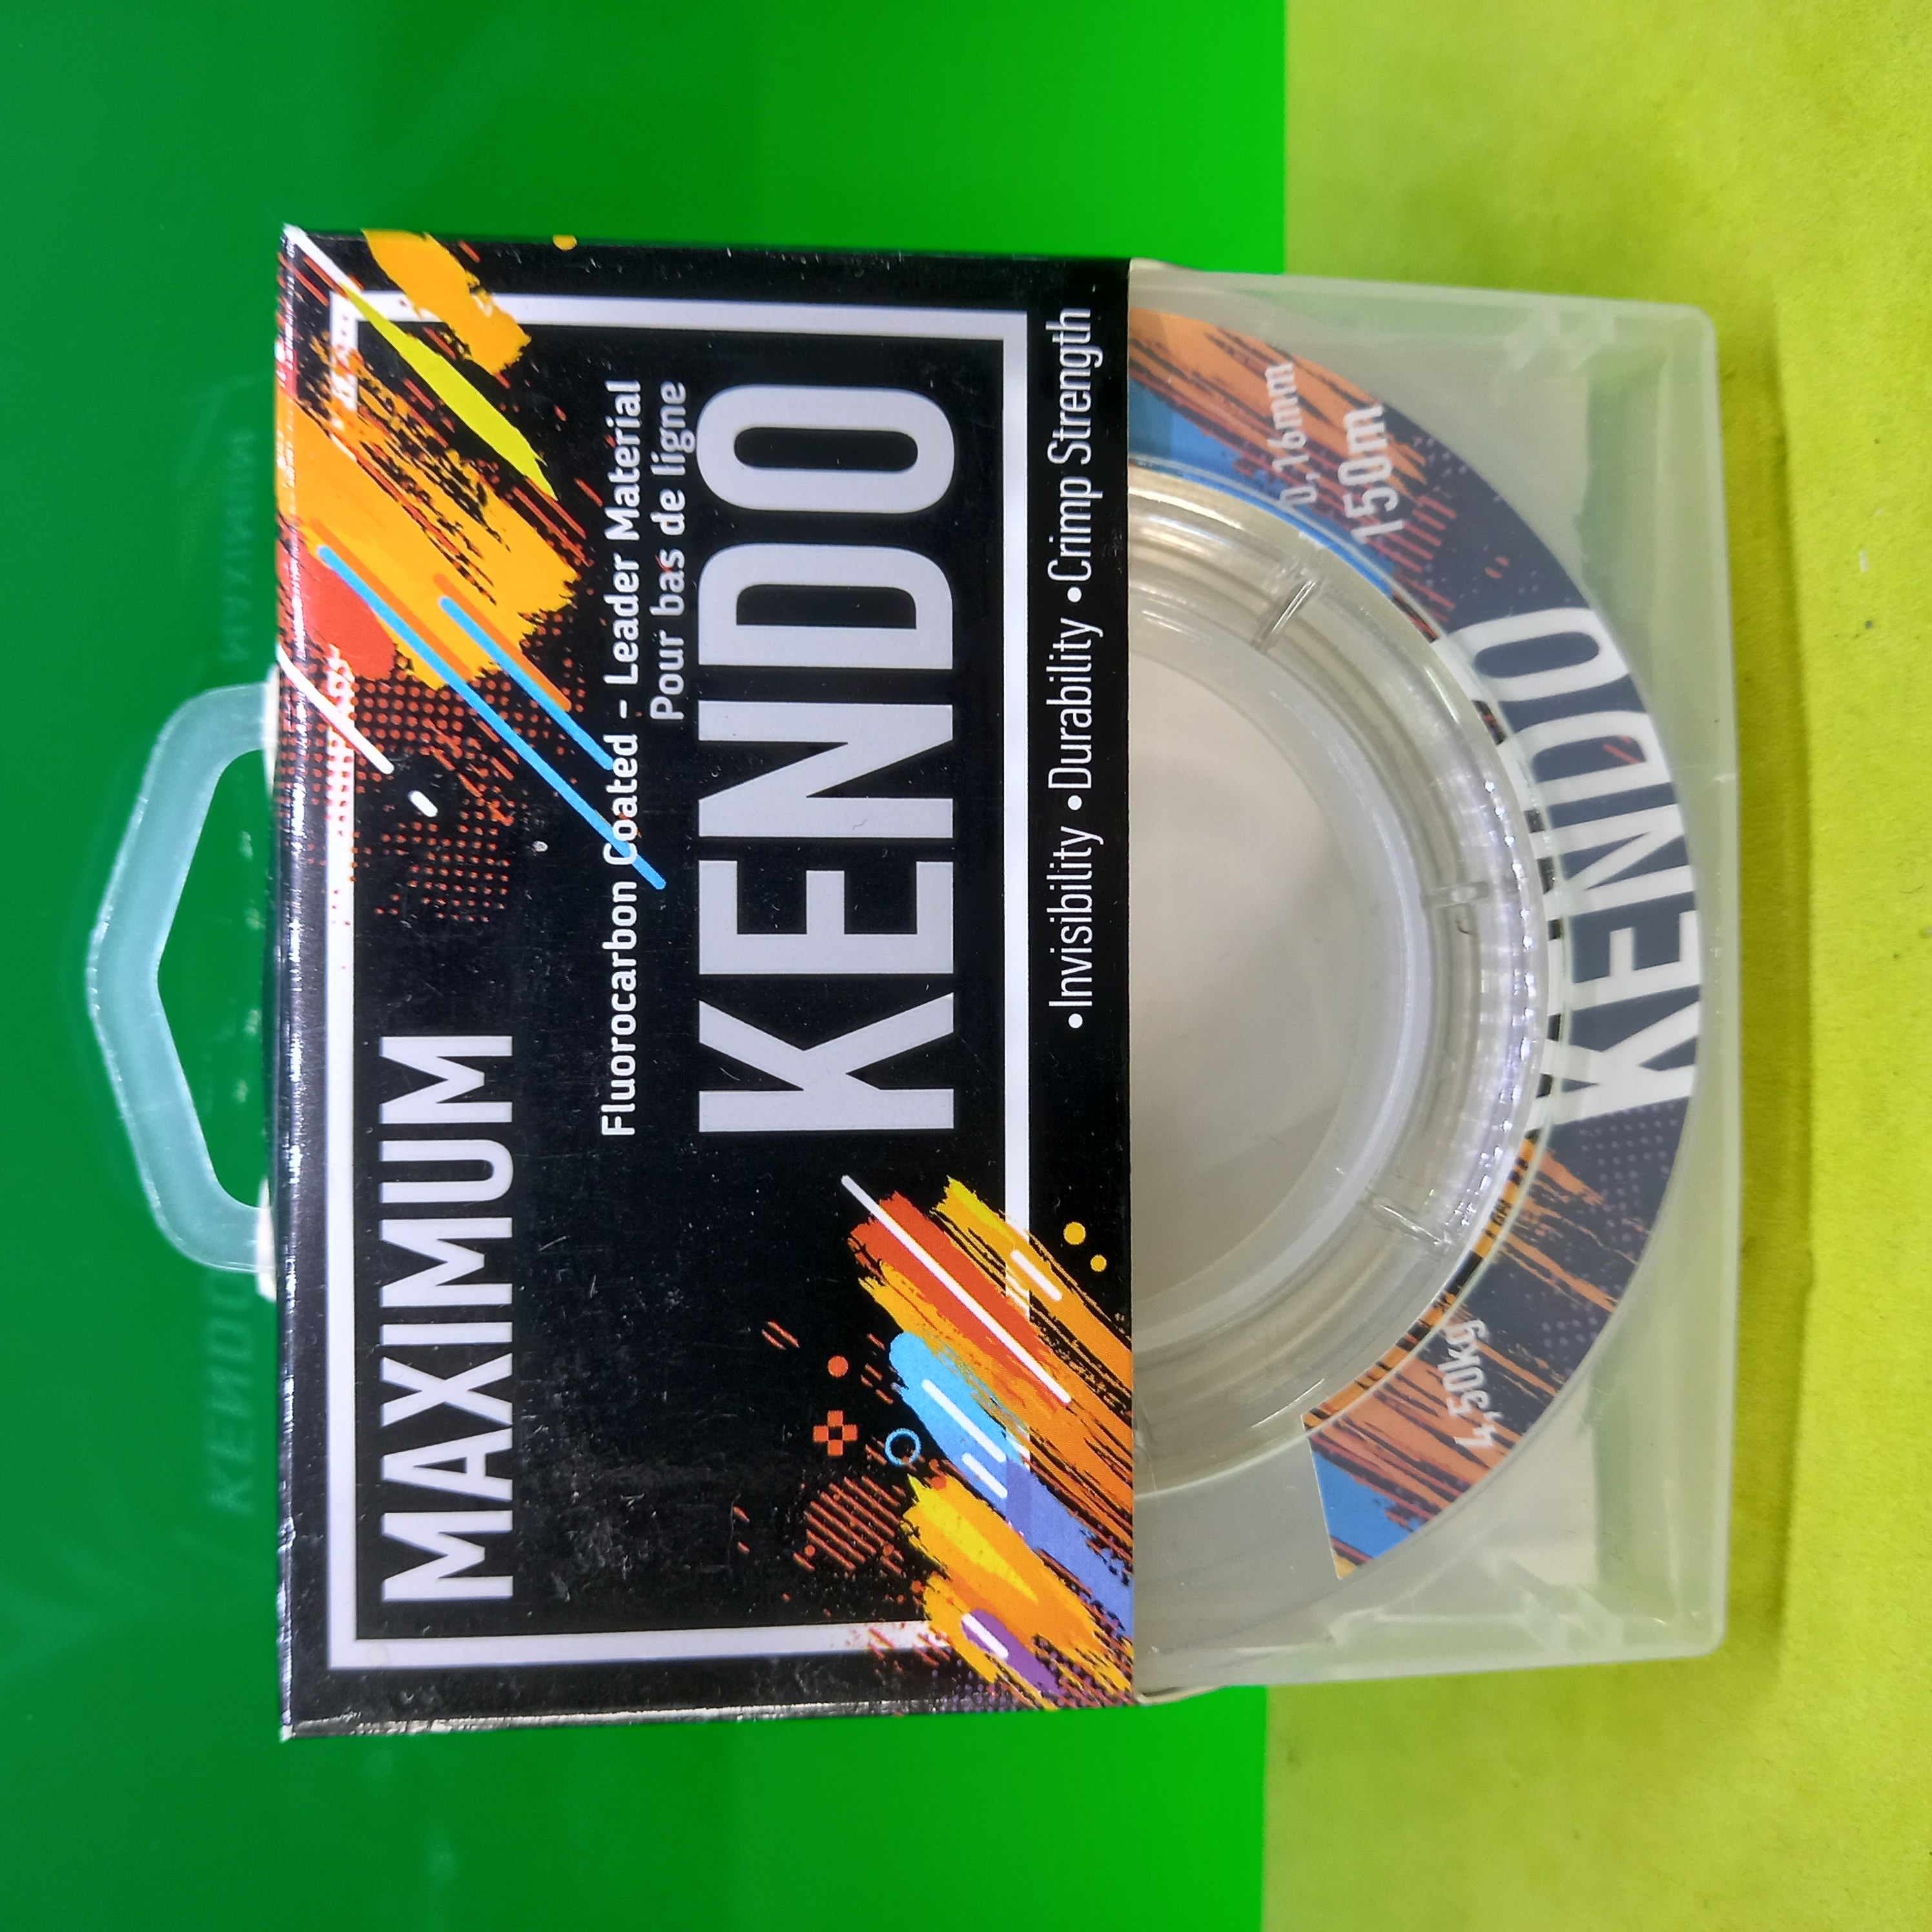 MAXIMUM
Fluorocarbon Coated - Leader Material
Pour bas de ligne
KENDO
•Invisibility •Durability •Crimp Strength
0,16mm
150m
KENDO
4,450kg